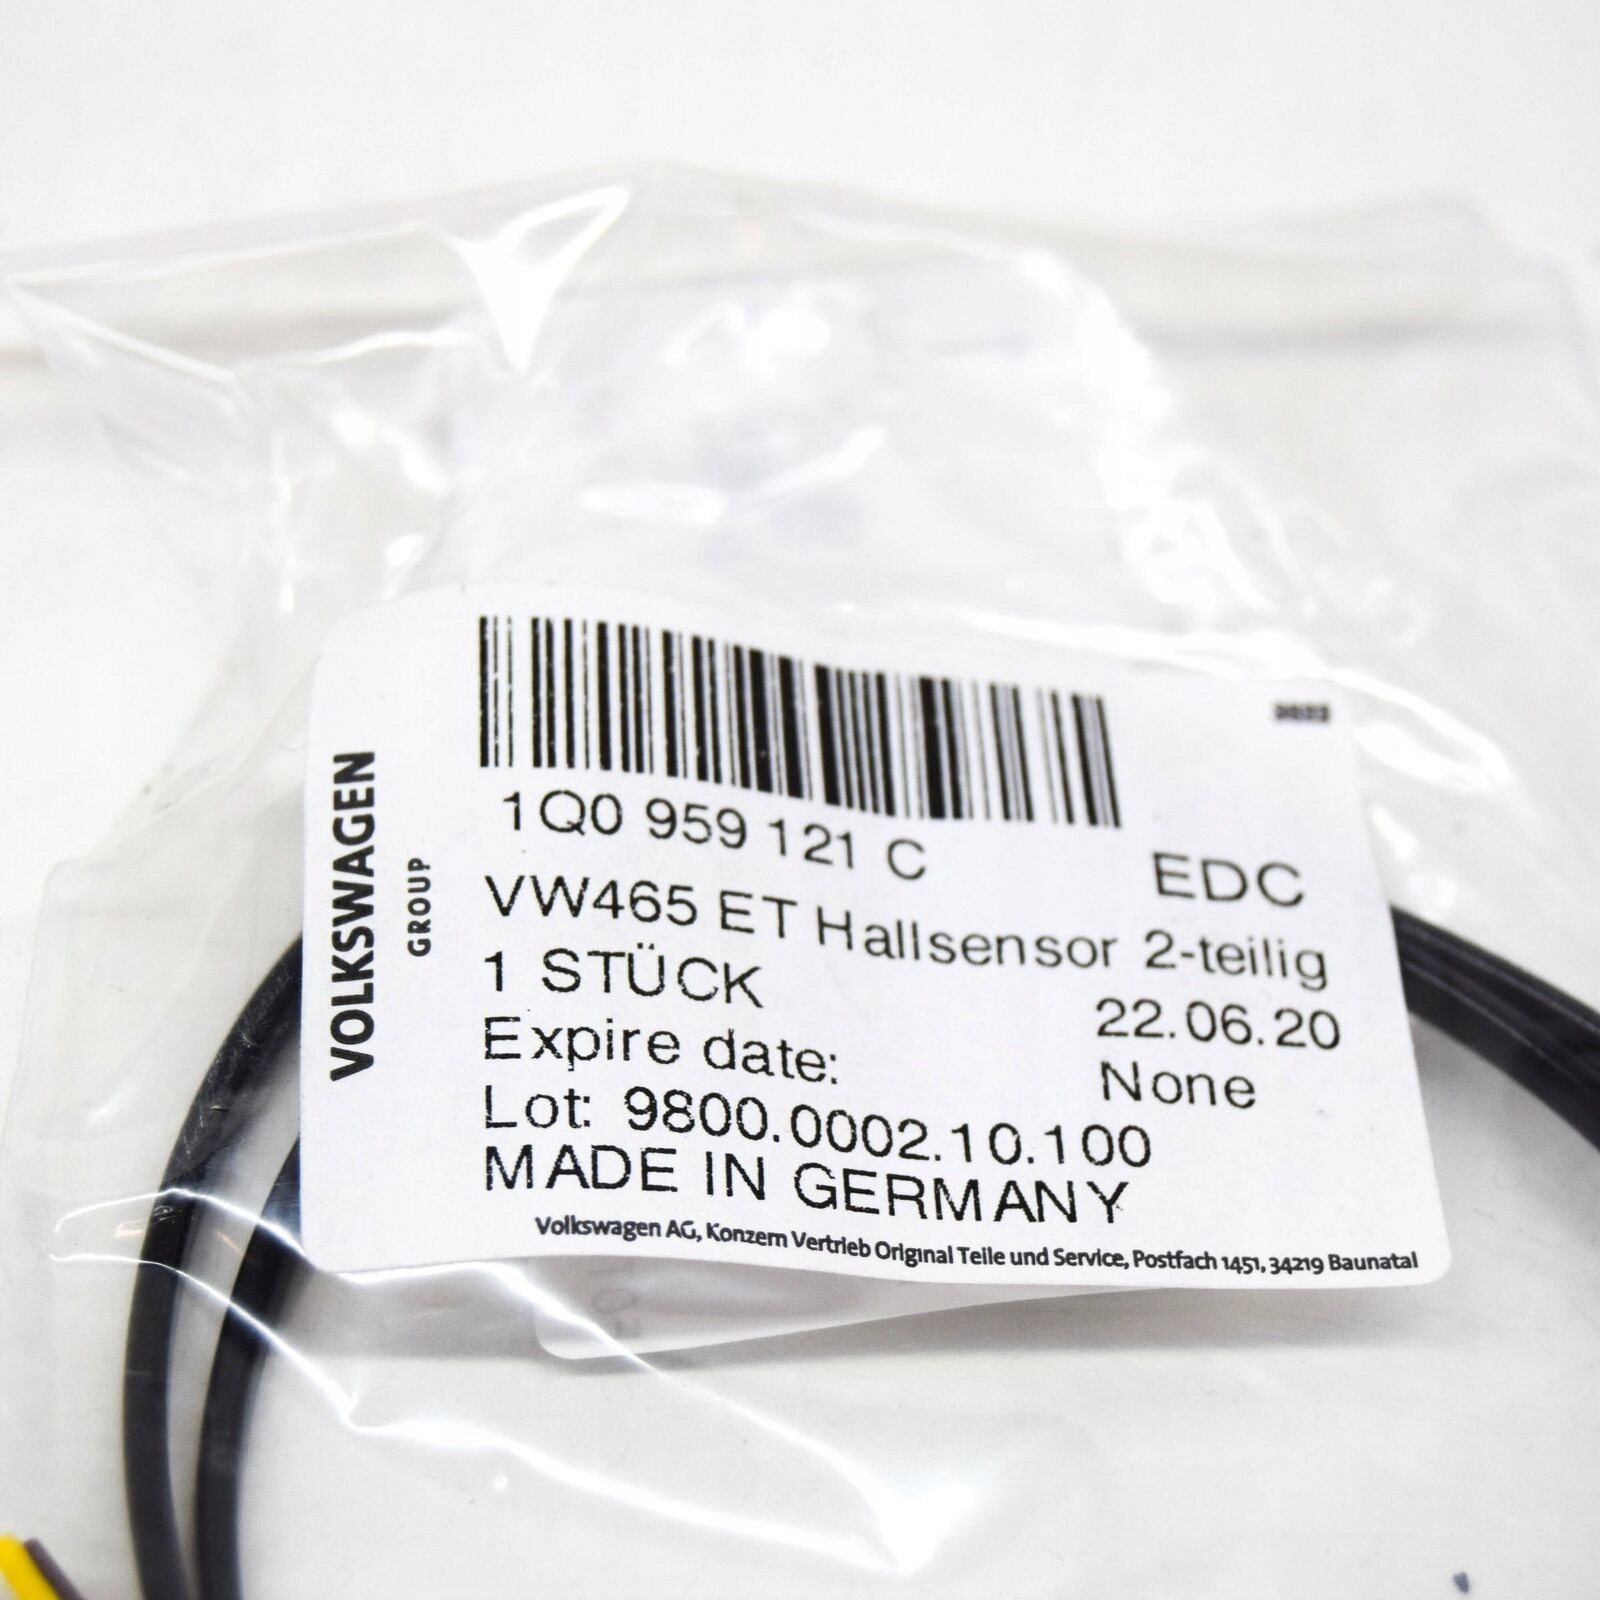 VOLKSWAGEN
GROUP
1Q0 959 121 C
EDC
VW465 ET Hallsensor 2-teilig
1 STÜCK
22.06.20
Expire date:
None
Lot: 9800.0002.10.100
MADE IN GERMANY
Volkswagen AG, Konzern Vertrieb Original Teile und Service, Postfach 1451, 34219 Baunatal